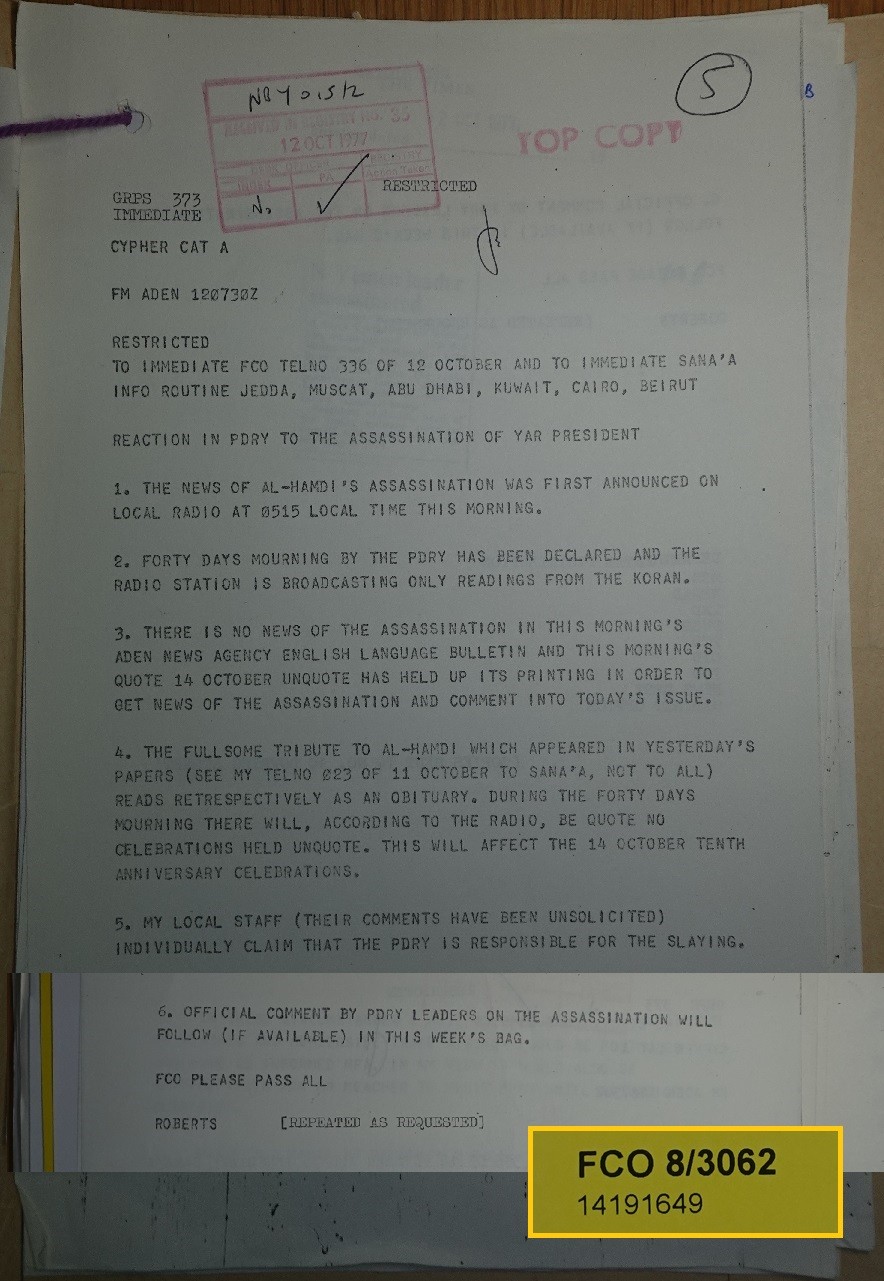 5
B
NBY 015/2
RECEIVED IN REGISTRY No. 35
12 OCT 1977
TOP COPY
INDEX
PA
Action Taken
No
RESTRICTED
GRPS 373
IMMEDIATE
CYPHER CAT A
FM ADEN 120730Z
RESTRICTED
TO IMMEDIATE FCO TELNO 336 OF 12 OCTOBER AND TO IMMEDIATE SANA'A
INFO ROUTINE JEDDA, MUSCAT, ABU DHABI, KUWAIT, CAIRO, BEIRUT
REACTION IN PDRY TO THE ASSASSINATION OF YAR PRESIDENT
1. THE NEWS OF AL-HAMDI'S ASSASSINATION WAS FIRST ANNOUNCED ON
LOCAL RADIO AT 0515 LOCAL TIME THIS MORNING.
2. FORTY DAYS MOURNING BY THE PDRY HAS BEEN DECLARED AND THE
RADIO STATION IS BROADCASTING ONLY READINGS FROM THE KORAN.
3. THERE IS NO NEWS OF THE ASSASSINATION IN THIS MORNING'S
ADEN NEWS AGENCY ENGLISH LANGUAGE BULLETIN AND THIS MORNING'S
QUOTE 14 OCTOBER UNQUOTE HAS HELD UP ITS PRINTING IN ORDER TO
GET NEWS OF THE ASSASSINATION AND COMMENT INTO TODAY'S ISSUE.
4. THE FULLSOME TRIBUTE TO AL-HAMDI WHICH APPEARED IN YESTERDAY'S
PAPERS (SEE MY TELNO 023 OF 11 OCTOBER TO SANA'A, NOT TO ALL)
READS RETRESPECTIVELY AS AN OBITUARY. DURING THE FORTY DAYS
MOURNING THERE WILL, ACCORDING TO THE RADIO, BE QUOTE NO
CELEBRATIONS HELD UNQUOTE. THIS WILL AFFECT THE 14 OCTOBER TENTH
ANNIVERSARY CELEBRATIONS.
5. MY LOCAL STAFF (THEIR COMMENTS HAVE BEEN UNSOLICITED)
INDIVIDUALLY CLAIM THAT THE PDRY IS RESPONSIBLE FOR THE SLAYING.
6. OFFICIAL COMMENT BY PDRY LEADERS ON THE ASSASSINATION WILL
FOLLOW (IF AVAILABLE) IN THIS WEEK'S BAG.
FCO PLEASE PASS ALL
ROBERTS [REPEATED AS REQUESTED]
FCO 8/3062
14191649